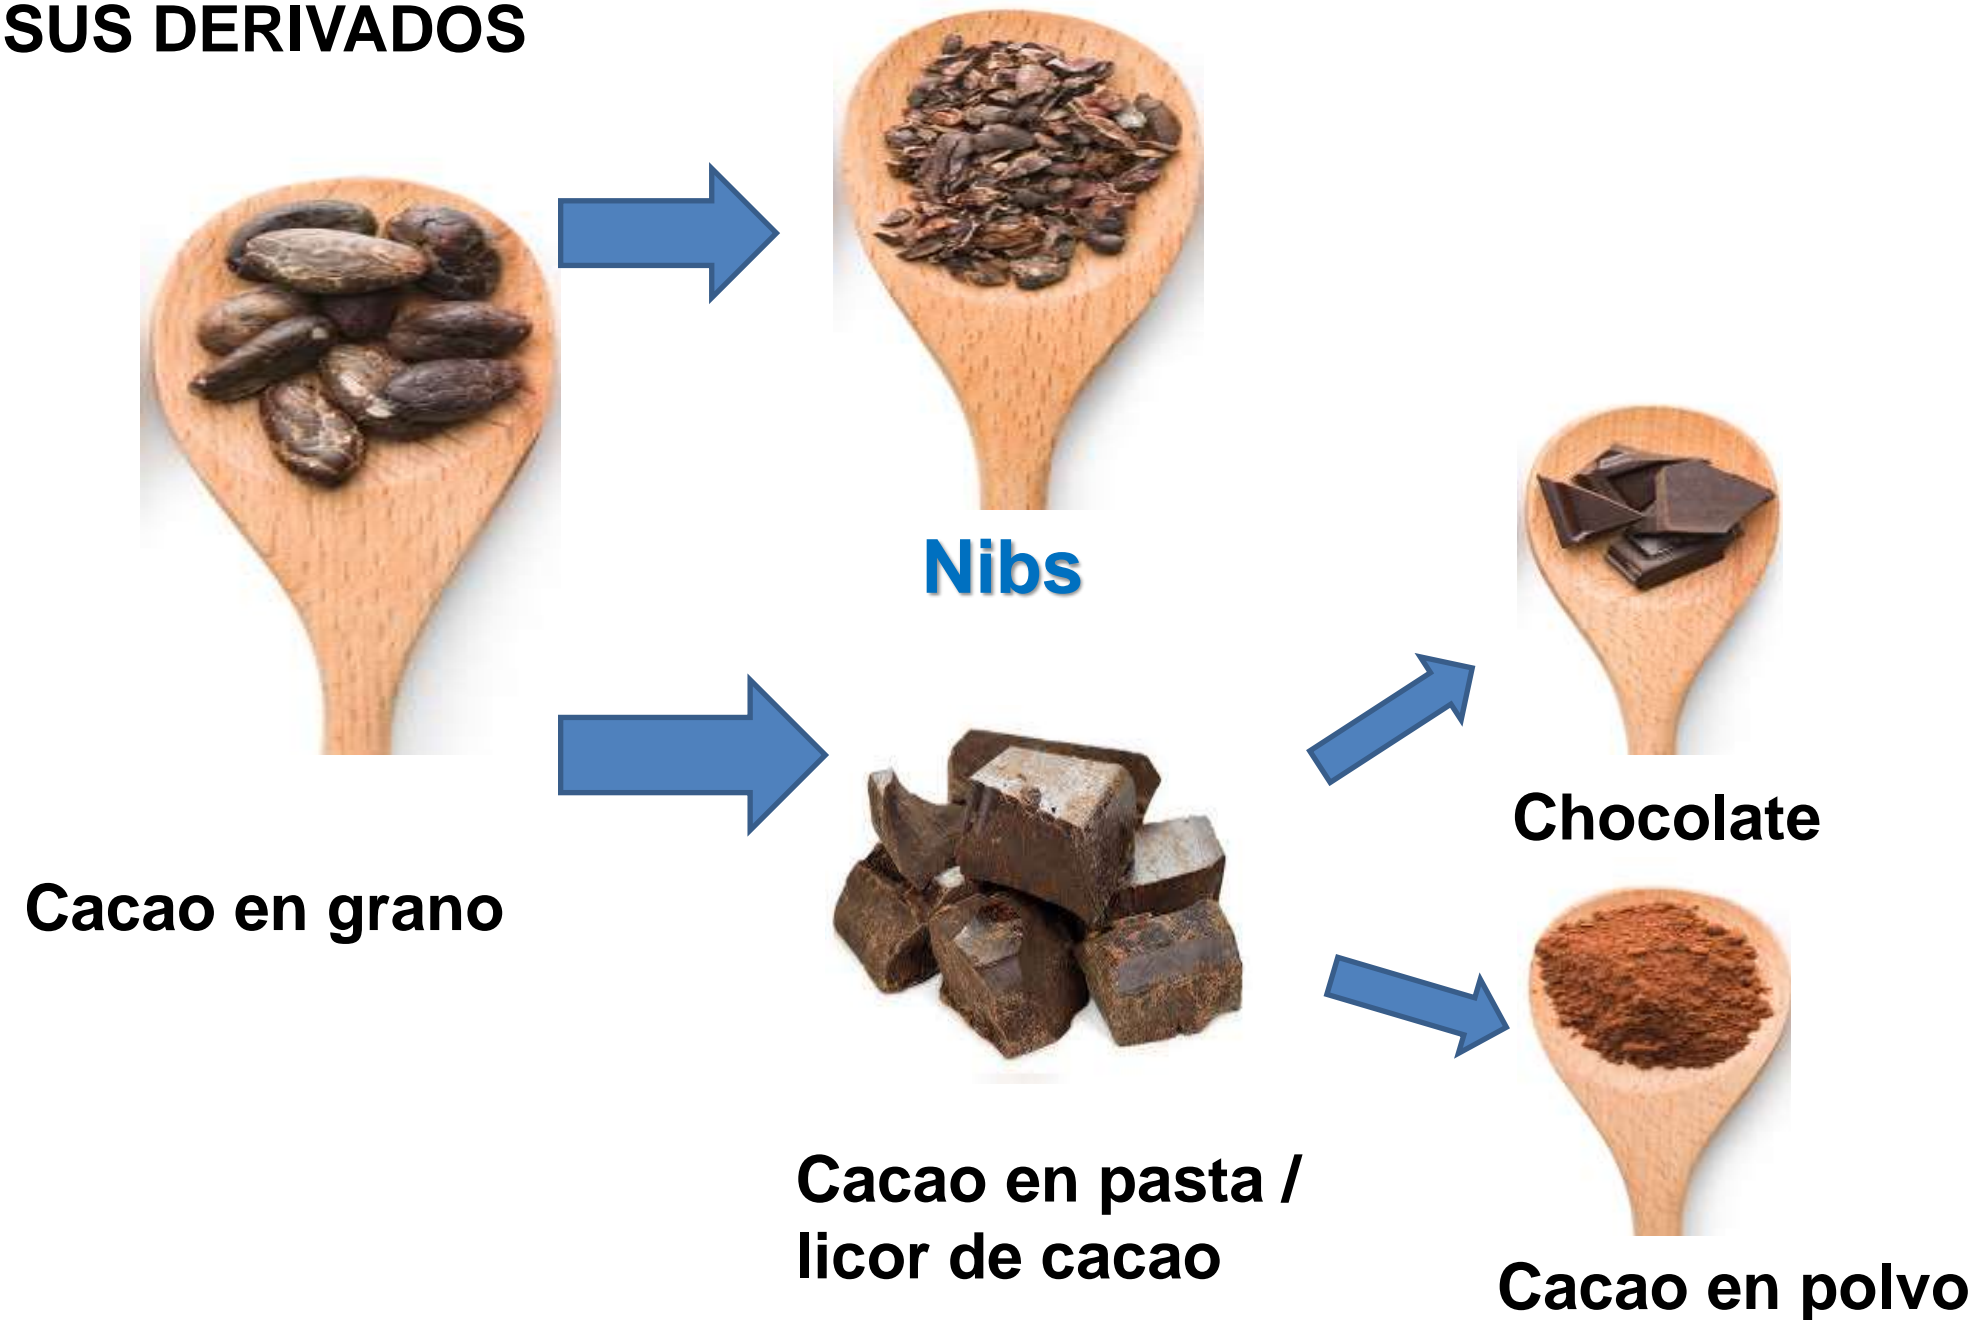 SUS DERIVADOS
Nibs
Chocolate
Cacao en grano
Cacao en pasta /
licor de cacao
Cacao en polvo